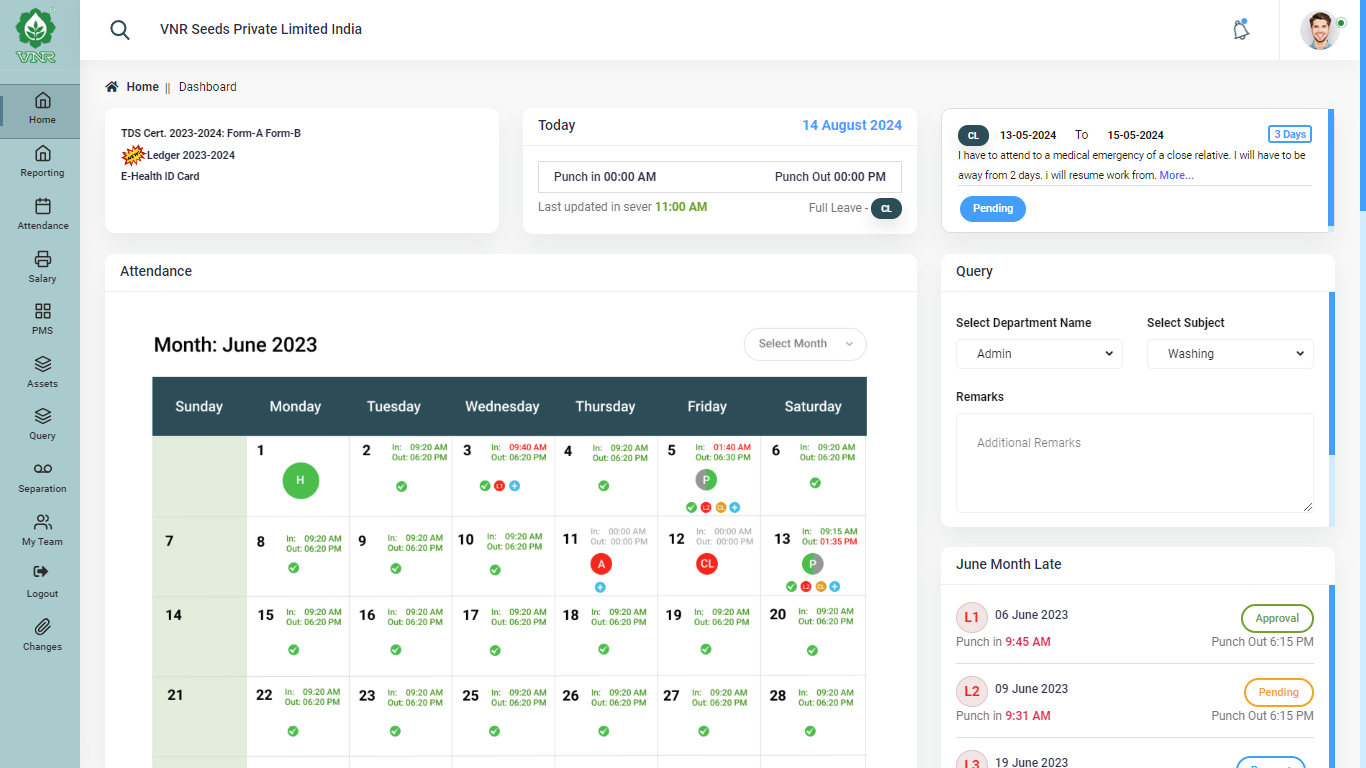 VNR
VNR Seeds Private Limited India
Home
Reporting
Attendance
Salary
PMS
Assets
Query
Separation
My Team
Logout
Changes
Home || Dashboard
TDS Cert. 2023-2024: Form-A Form-B
NEW Ledger 2023-2024
E-Health ID Card
Today 14 August 2024
Punch in 00:00 AM Punch Out 00:00 PM
Last updated in sever 11:00 AM Full Leave - CL
CL 13-05-2024 To 15-05-2024 3 Days
I have to attend to a medical emergency of a close relative. I will have to be
away from 2 days. i will resume work from. More...
Pending
Attendance
Month: June 2023 Select Month
Sunday Monday Tuesday Wednesday Thursday Friday Saturday
1 H
2 In: 09:20 AM
Out: 06:20 PM
3 In: 09:40 AM
Out: 06:20 PM
L1
4 In: 09:20 AM
Out: 06:20 PM
5 In: 01:40 AM
Out: 06:30 PM
P
L2 CL
6 In: 09:20 AM
Out: 06:20 PM
7
8 In: 09:20 AM
Out: 06:20 PM
9 In: 09:20 AM
Out: 06:20 PM
10 In: 09:20 AM
Out: 06:20 PM
11 In: 00:00 AM
Out: 00:00 PM
A
12 In: 00:00 AM
Out: 00:00 PM
CL
13 In: 09:15 AM
Out: 01:35 PM
P
L3 CL
14
15 In: 09:20 AM
Out: 06:20 PM
16 In: 09:20 AM
Out: 06:20 PM
17 In: 09:20 AM
Out: 06:20 PM
18 In: 09:20 AM
Out: 06:20 PM
19 In: 09:20 AM
Out: 06:20 PM
20 In: 09:20 AM
Out: 06:20 PM
21
22 In: 09:20 AM
Out: 06:20 PM
23 In: 09:20 AM
Out: 06:20 PM
25 In: 09:20 AM
Out: 06:20 PM
26 In: 09:20 AM
Out: 06:20 PM
27 In: 09:20 AM
Out: 06:20 PM
28 In: 09:20 AM
Out: 06:20 PM
Query
Select Department Name Select Subject
Admin Washing
Remarks
Additional Remarks
June Month Late
L1 06 June 2023 Approval
Punch in 9:45 AM Punch Out 6:15 PM
L2 09 June 2023 Pending
Punch in 9:31 AM Punch Out 6:15 PM
L3 19 June 2023